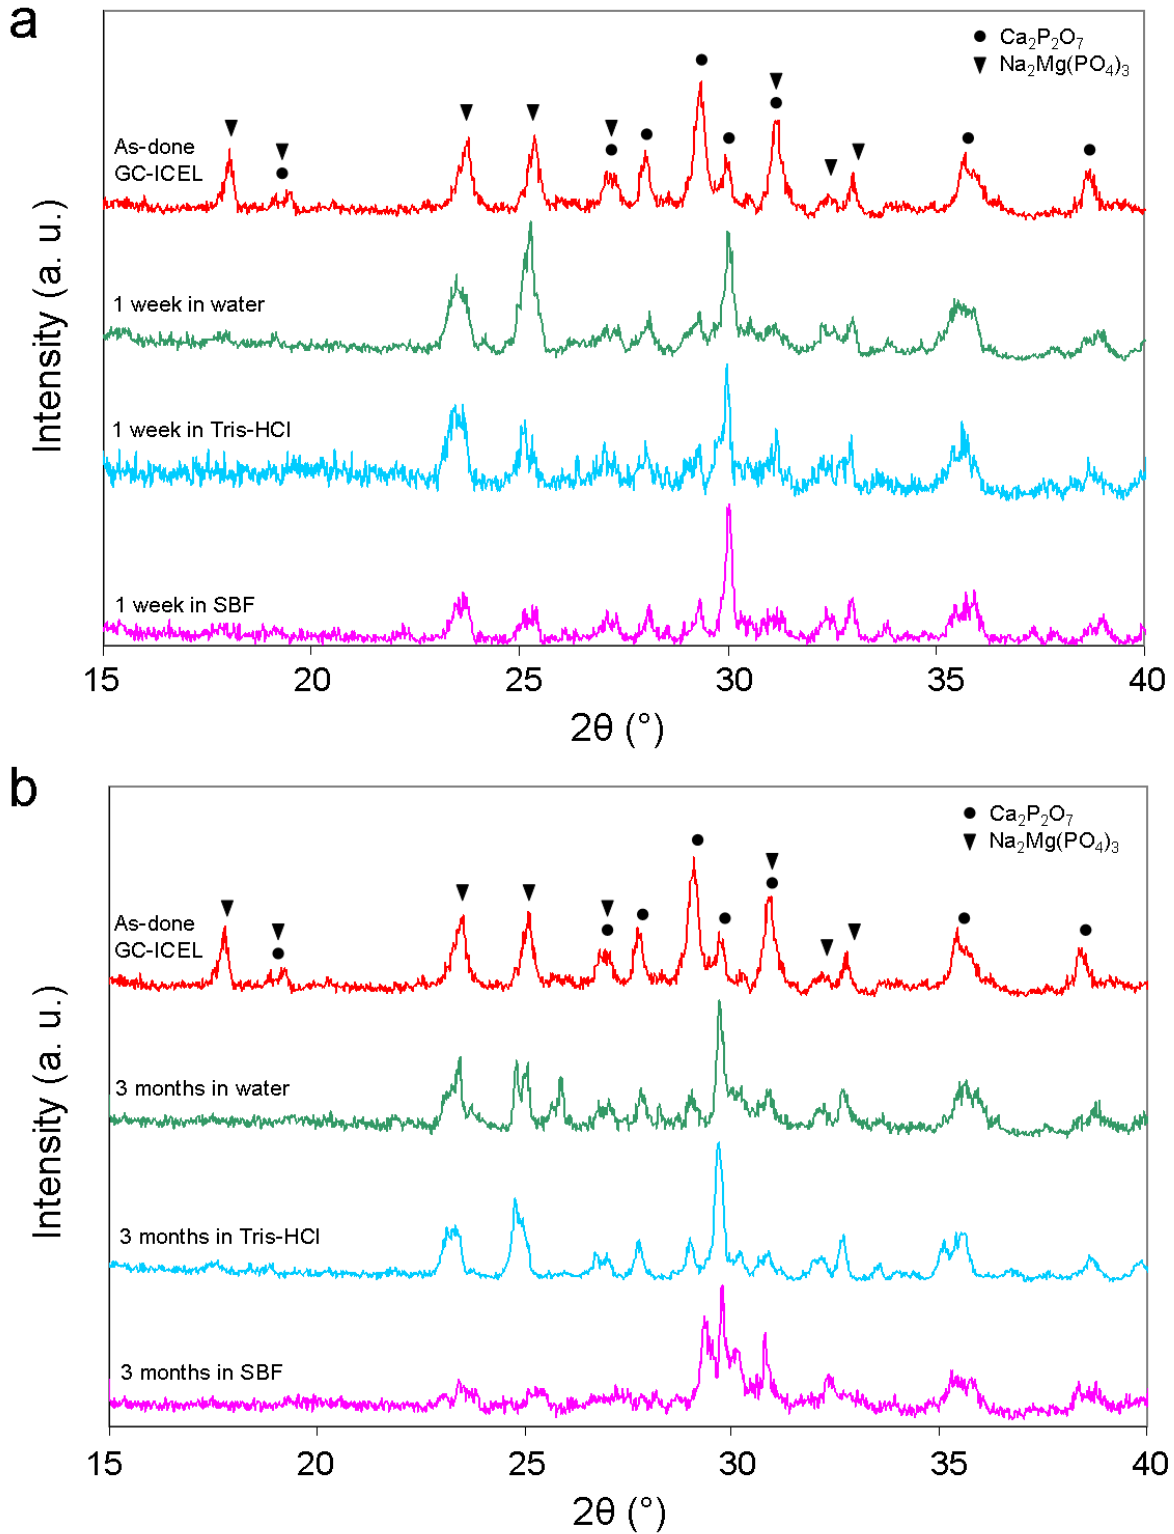 a
● Ca₂P₂O₇
▼ Na₂Mg(PO₄)₃
As-done
GC-ICEL
1 week in water
1 week in Tris-HCl
1 week in SBF
Intensity (a. u.)
15 20 25 30 35 40
2θ (°)
b
● Ca₂P₂O₇
▼ Na₂Mg(PO₄)₃
As-done
GC-ICEL
3 months in water
3 months in Tris-HCl
3 months in SBF
Intensity (a. u.)
15 20 25 30 35 40
2θ (°)